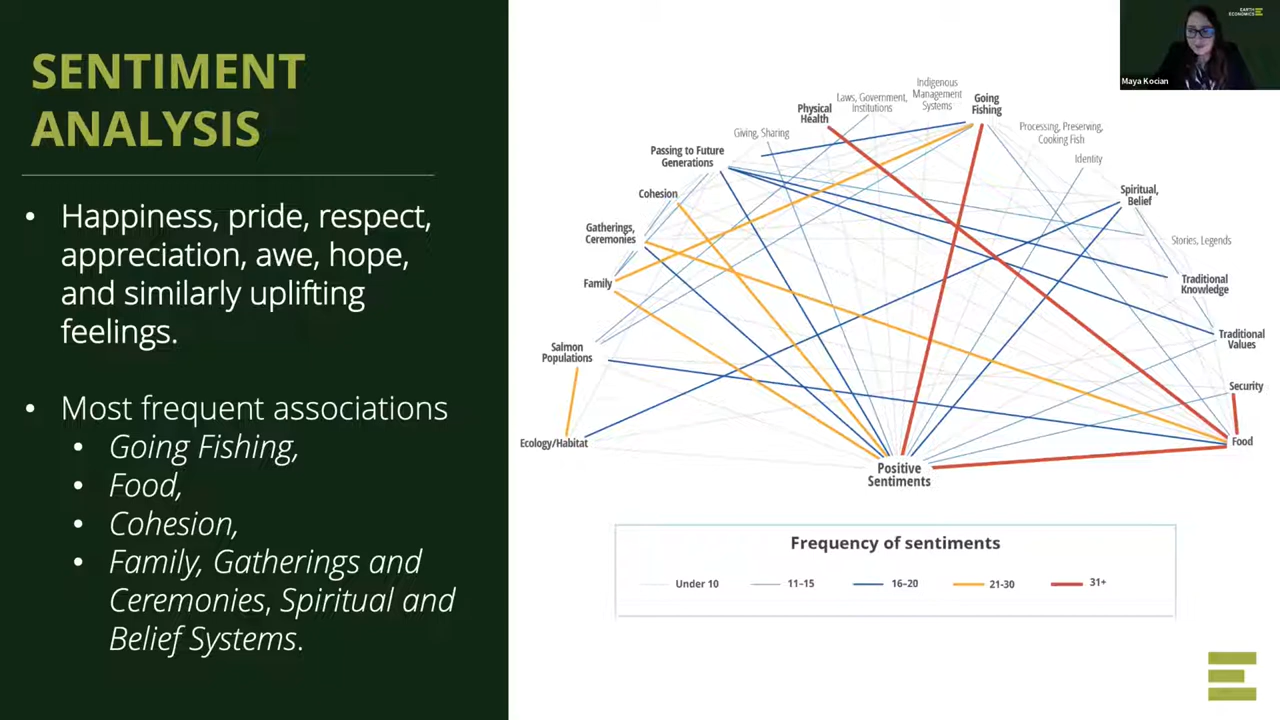 SENTIMENT
ANALYSIS
• Happiness, pride, respect,
appreciation, awe, hope,
and similarly uplifting
feelings.
• Most frequent associations
• Going Fishing,
• Food,
• Cohesion,
• Family, Gatherings and
Ceremonies, Spiritual and
Belief Systems.
EARTH
ECONOMICS
Maya Kocian
Indigenous
Management
Systems
Going
Fishing
Laws, Government,
Institutions
Physical
Health
Giving, Sharing
Processing, Preserving,
Cooking Fish
Passing to Future
Generations
Identity
Cohesion
Spiritual,
Belief
Gatherings,
Ceremonies
Stories, Legends
Family
Traditional
Knowledge
Salmon
Populations
Traditional
Values
Security
Ecology/Habitat
Food
Positive
Sentiments
Frequency of sentiments
Under 10
11–15
16–20
21-30
31+